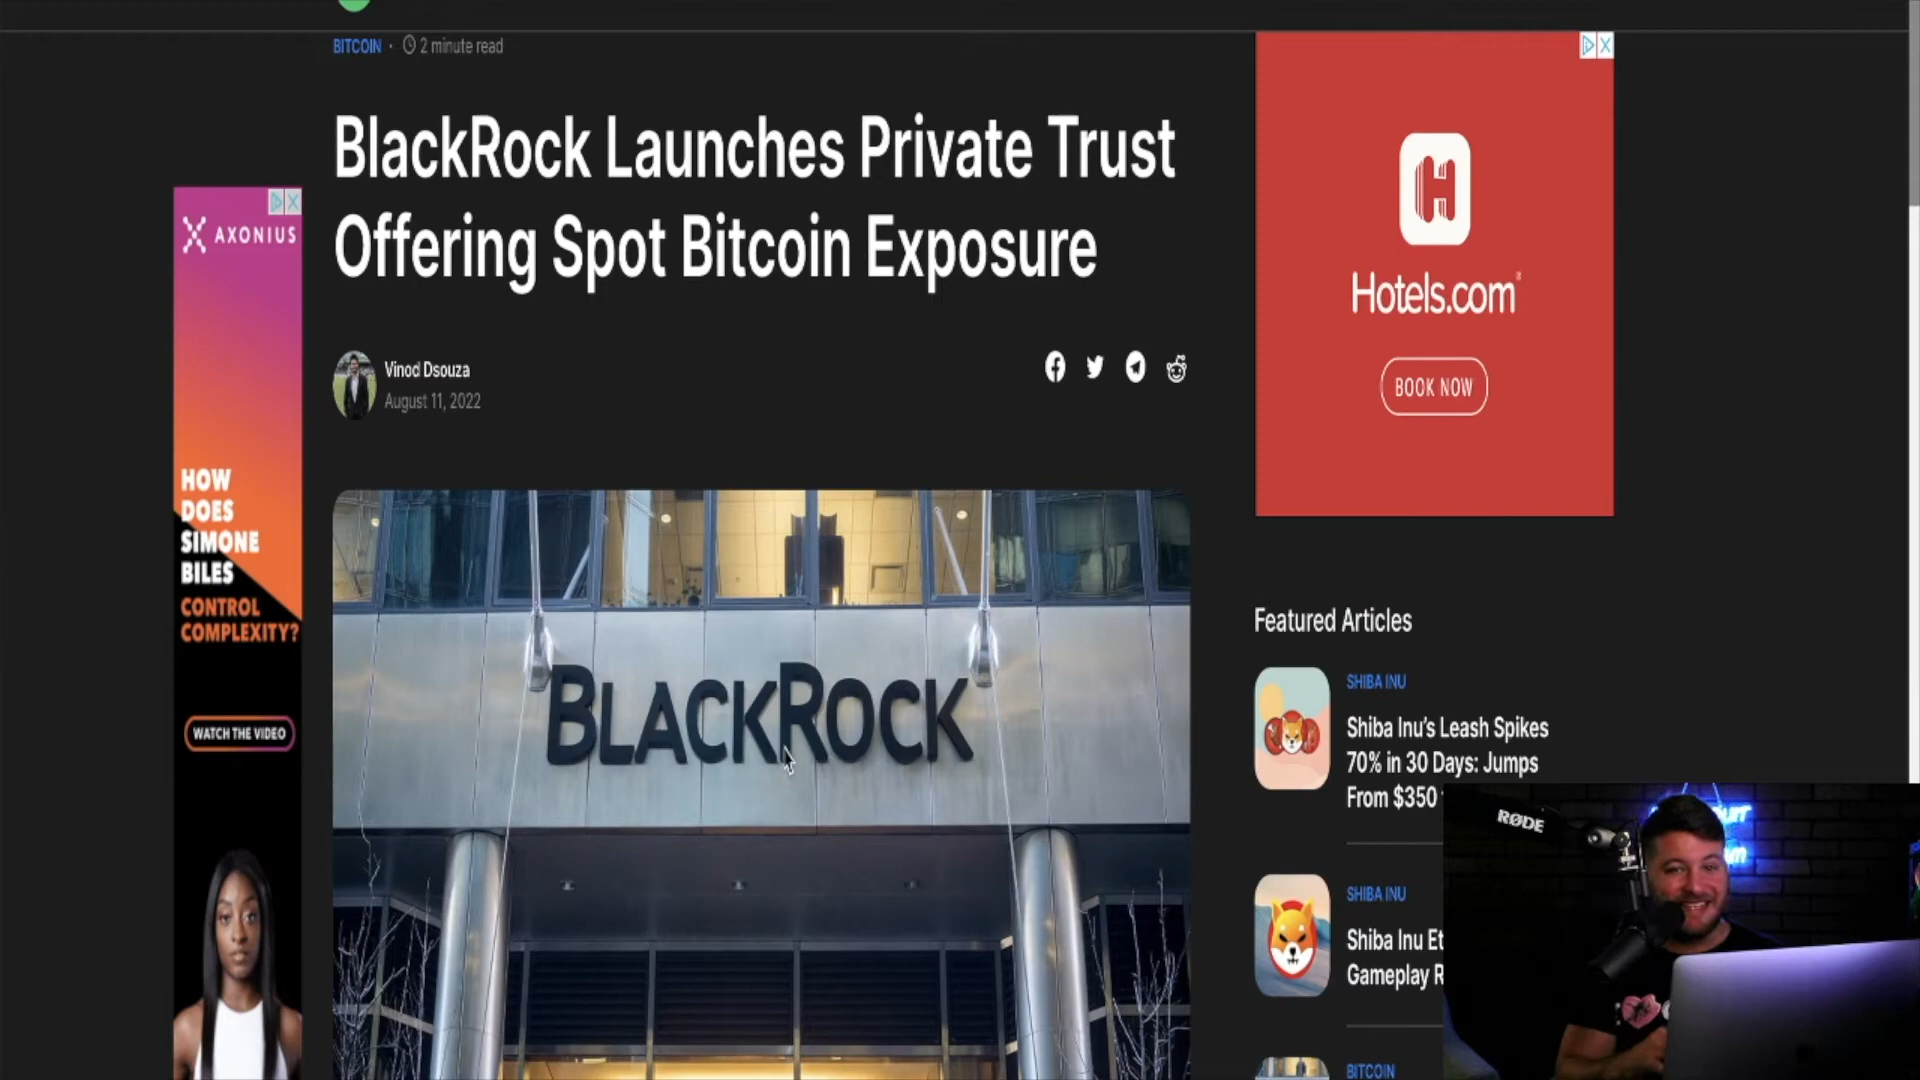 BITCOIN · 2 minute read
BlackRock Launches Private Trust
Offering Spot Bitcoin Exposure
Vinod Dsouza
August 11, 2022
AXONIUS
HOW
DOES
SIMONE
BILES
CONTROL
COMPLEXITY?
WATCH THE VIDEO
BLACKROCK
Hotels.com
BOOK NOW
Featured Articles
SHIBA INU
Shiba Inu's Leash Spikes
70% in 30 Days: Jumps
From $350
SHIBA INU
Shiba Inu Et
Gameplay R
BITCOIN
RØDE